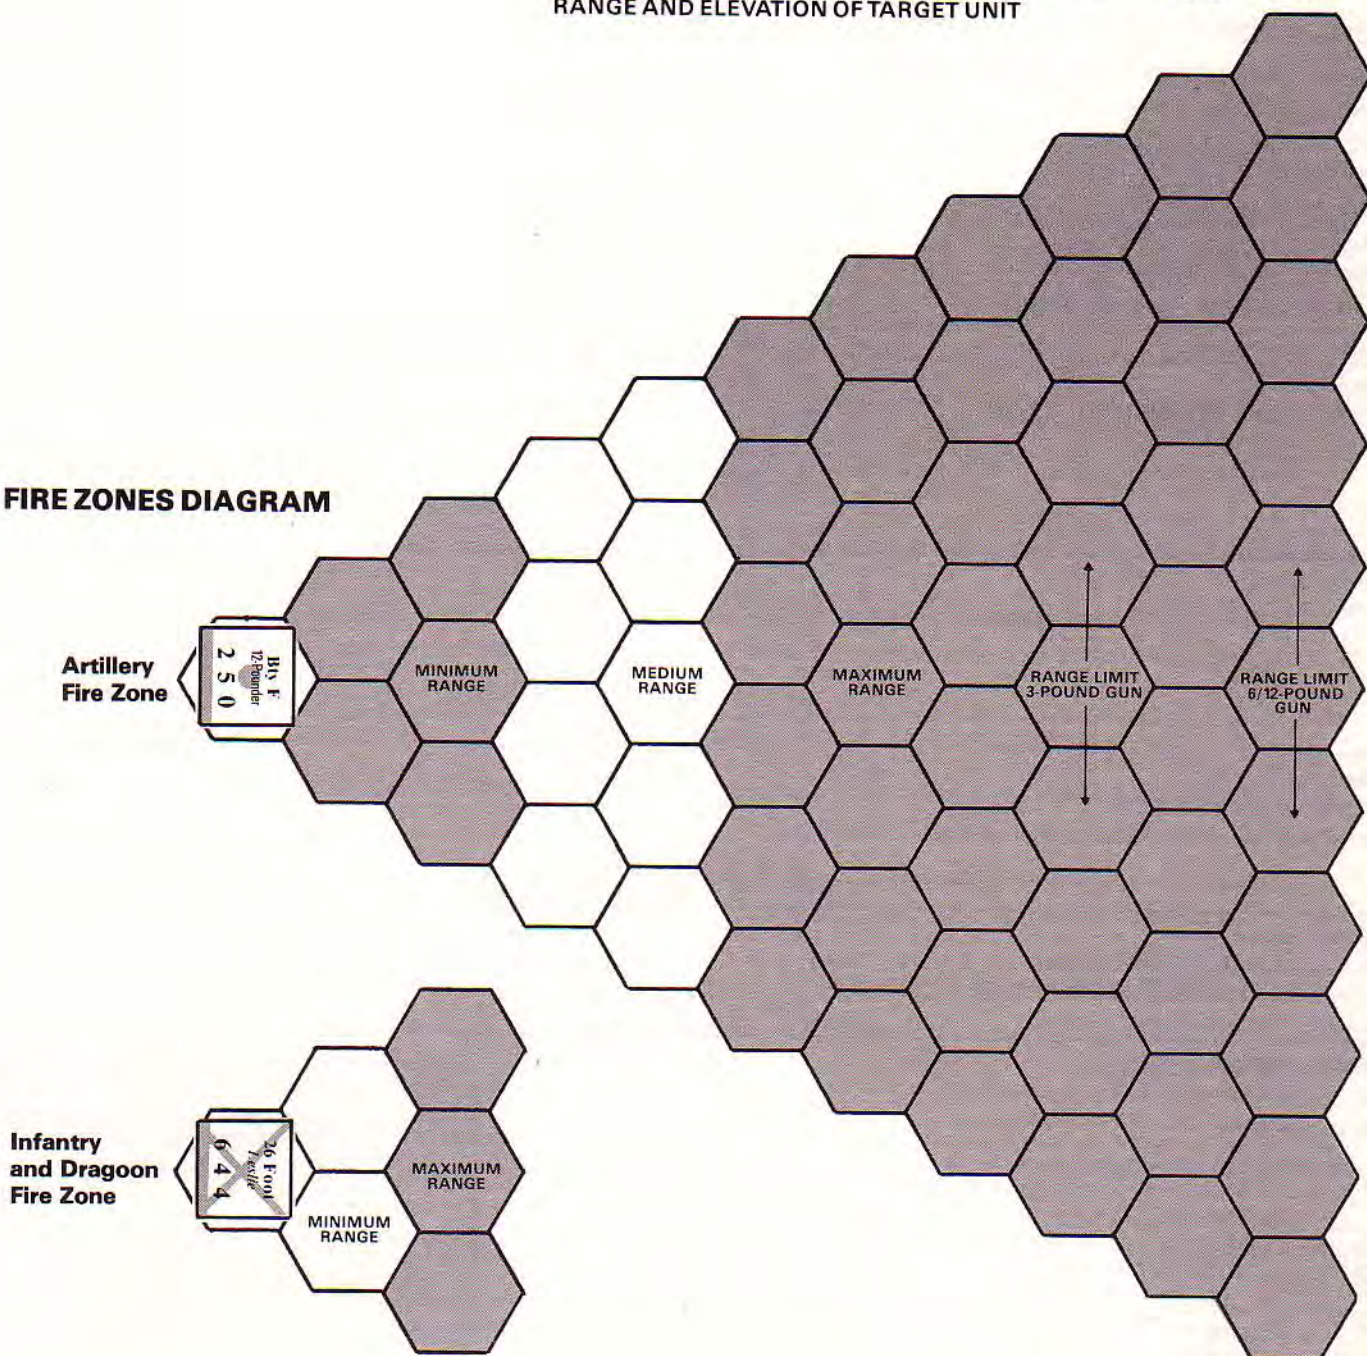 RANGE AND ELEVATION OF TARGET UNIT
FIRE ZONES DIAGRAM
Artillery
Fire Zone
Bty F
12-Pounder
2 5 0
MINIMUM
RANGE
MEDIUM
RANGE
MAXIMUM
RANGE
RANGE LIMIT
3-POUND GUN
RANGE LIMIT
6/12-POUND
GUN
Infantry
and Dragoon
Fire Zone
26 Foot
Leslie
6 4 4
MINIMUM
RANGE
MAXIMUM
RANGE